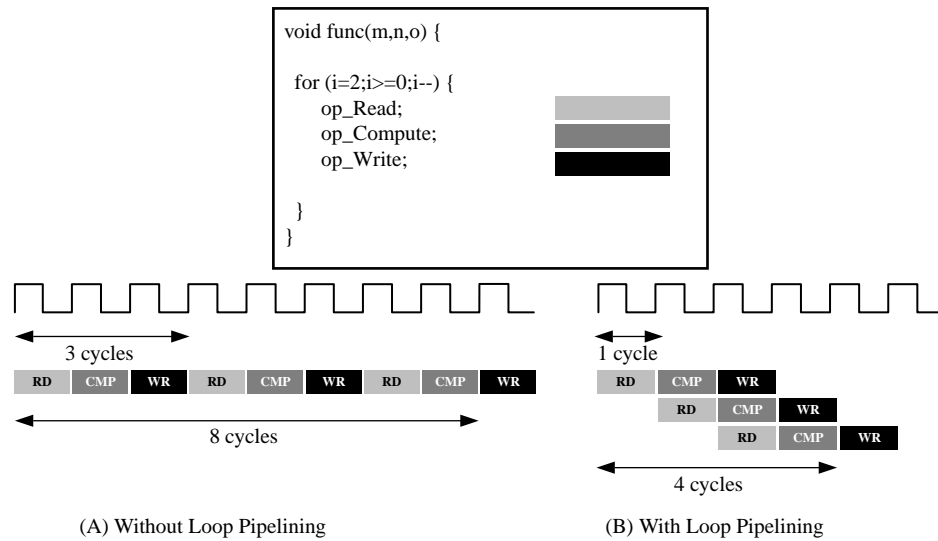 void func(m,n,o) {
for (i=2;i>=0;i--) {
op_Read;
op_Compute;
op_Write;
}
}
3 cycles
RD CMP WR RD CMP WR RD CMP WR
8 cycles
(A) Without Loop Pipelining
1 cycle
RD CMP WR
RD CMP WR
RD CMP WR
4 cycles
(B) With Loop Pipelining